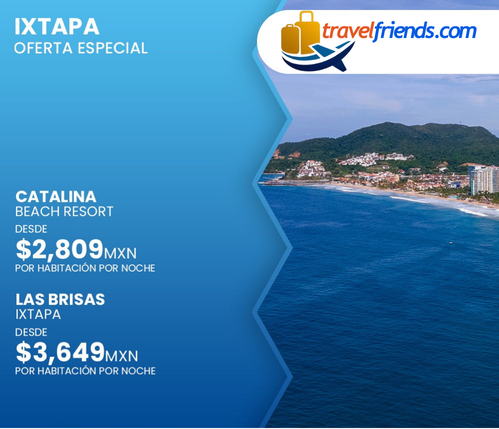 IXTAPA
OFERTA ESPECIAL
travelfriends.com
CATALINA
BEACH RESORT
DESDE
$2,809MXN
POR HABITACIÓN POR NOCHE
LAS BRISAS
IXTAPA
DESDE
$3,649MXN
POR HABITACIÓN POR NOCHE